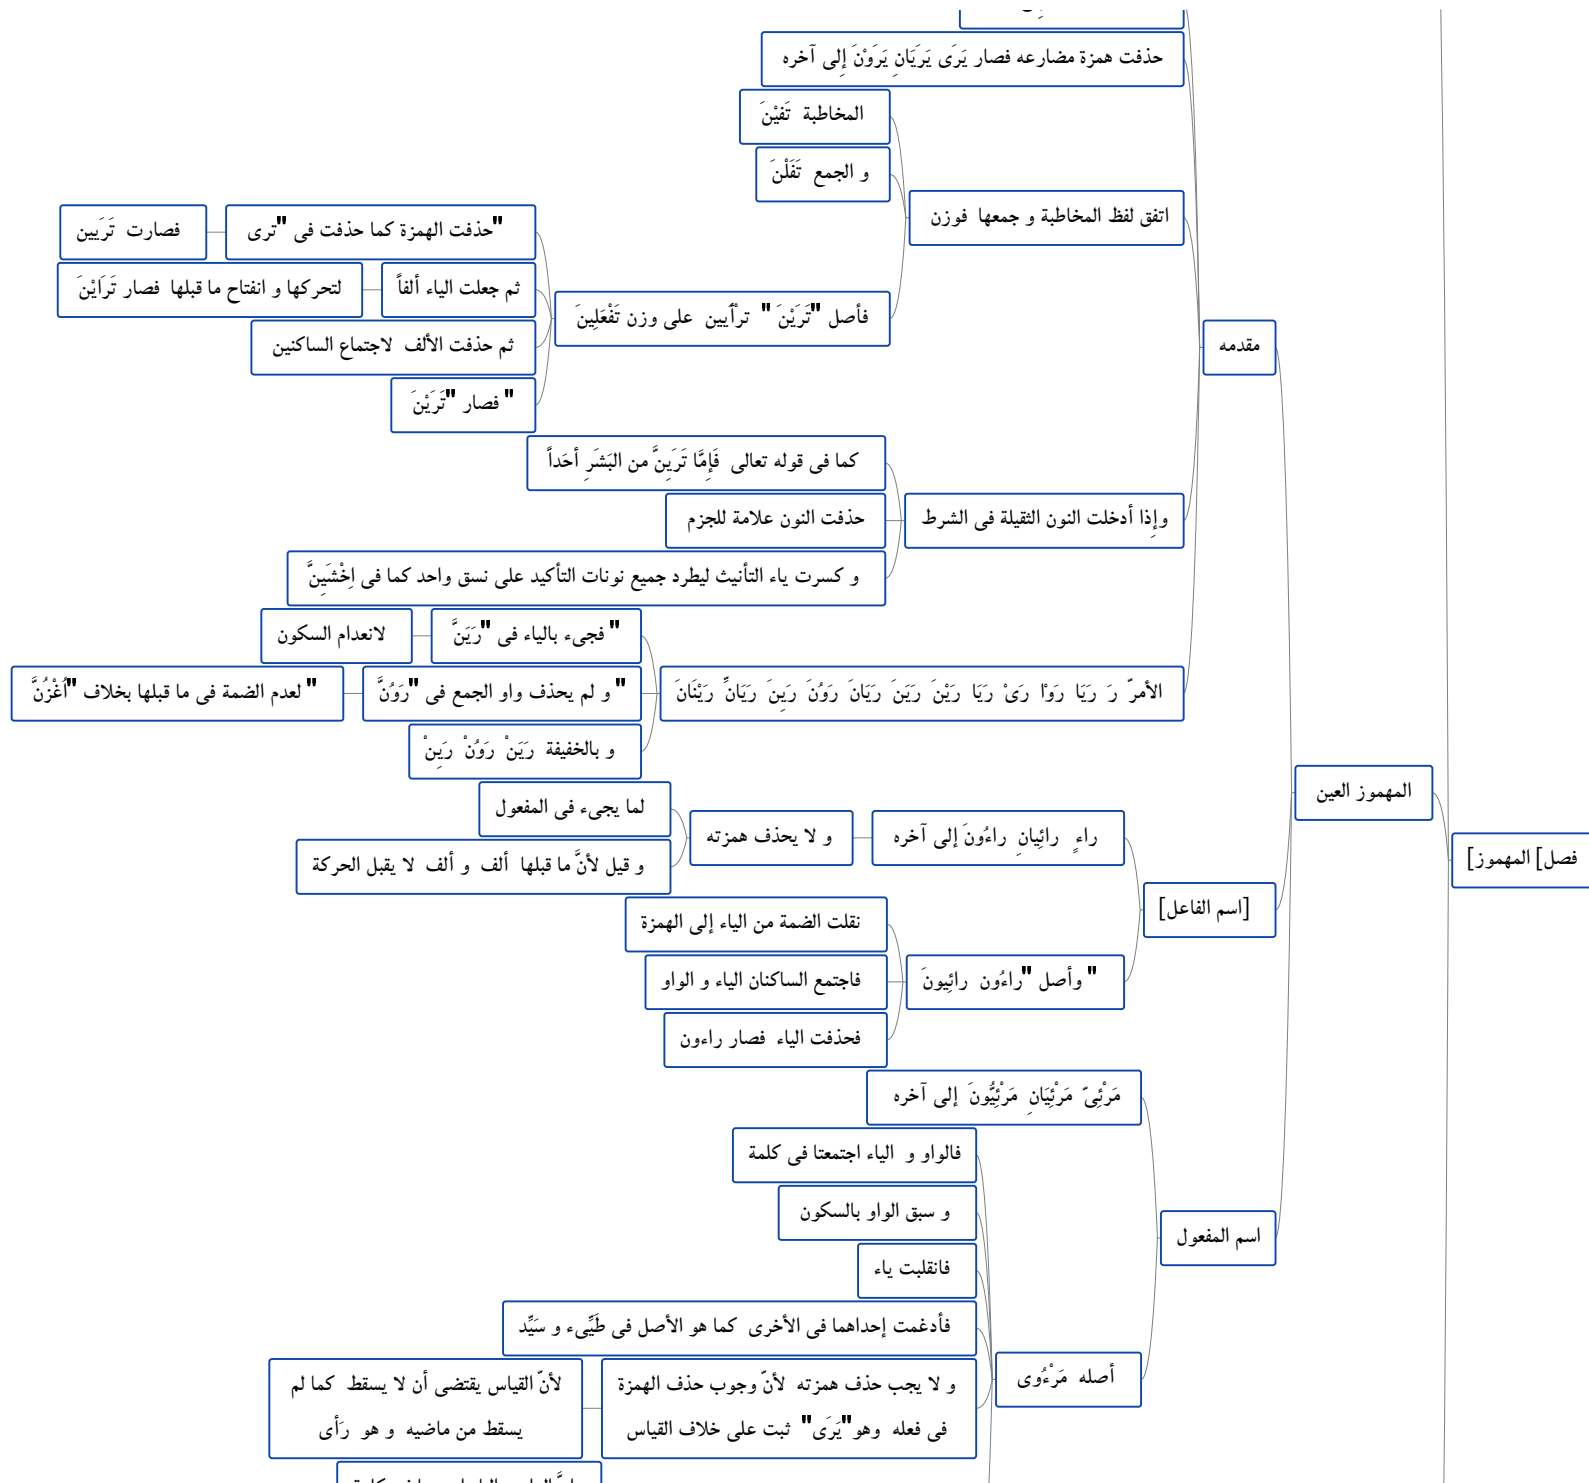 حذفت همزة مضارعه فصار يَرَى يَرَيَانِ يَرَوْنَ إلى آخره
المخاطبة تَفَيْنَ
و الجمع تَفَلْنَ
اتفق لفظ المخاطبة و جمعها فوزن
"حذفت الهمزة كما حذفت فى "ترى
فصارت تَرَيين
ثم جعلت الياء ألفاً
لتحركها و انفتاح ما قبلها فصار تَرَايْنَ
فأصل "تَرَيْنَ " ترْأَيين على وزن تَفْعَلِينَ
ثم حذفت الألف لاجتماع الساكنين
" فصار "تَرَيْنَ
مقدمه
كما فى قوله تعالى فَإِمَّا تَرَيِنَّ من البَشَرِ أحَداً
وإذا أدخلت النون الثقيلة فى الشرط
حذفت النون علامة للجزم
و كسرت ياء التأنيث ليطرد جميع نونات التأكيد على نسق واحد كما فى اِخْشَيِنَّ
" فجىء بالياء فى "رَيَنَّ
لانعدام السكون
الأمرّ رَ رَيَا رَوْا رَىْ رَيَا رَيْنَ رَيَنَ رَيَانَ رَوُنَ رَيِنَ رَيَانِّ رَيْنَانَ
" و لم يحذف واو الجمع فى "رَوُنَّ
" لعدم الضمة فى ما قبلها بخلاف "اُغْزُنَّ
و بالخفيفة رَيَنْ رَوُنْ رَيِنْ
المهموز العين
فصل] المهموز]
لما يجىء فى المفعول
راءٍ رائِيانِ راءُونَ إلى آخره
و لا يحذف همزته
و قيل لأنَّ ما قبلها ألف و ألف لا يقبل الحركة
[اسم الفاعل]
نقلت الضمة من الياء إلى الهمزة
" وأصل "راءُون رائِيونَ
فاجتمع الساكنان الياء و الواو
فحذفت الياء فصار راءون
مَرْئِىّ مَرْئِيَانِ مَرْئِيُّونَ إلى آخره
فالواو و الياء اجتمعتا فى كلمة
و سبق الواو بالسكون
اسم المفعول
فانقلبت ياء
فأدغمت إحداهما فى الأخرى كما هو الأصل فى طَيِّىء و سَيِّد
أصله مَرْءُوى
و لا يجب حذف همزته لأنّ وجوب حذف الهمزة
فى فعله وهو"يَرَى" ثبت على خلاف القياس
لأنّ القياس يقتضى أن لا يسقط كما لم
يسقط من ماضيه و هو رَأى